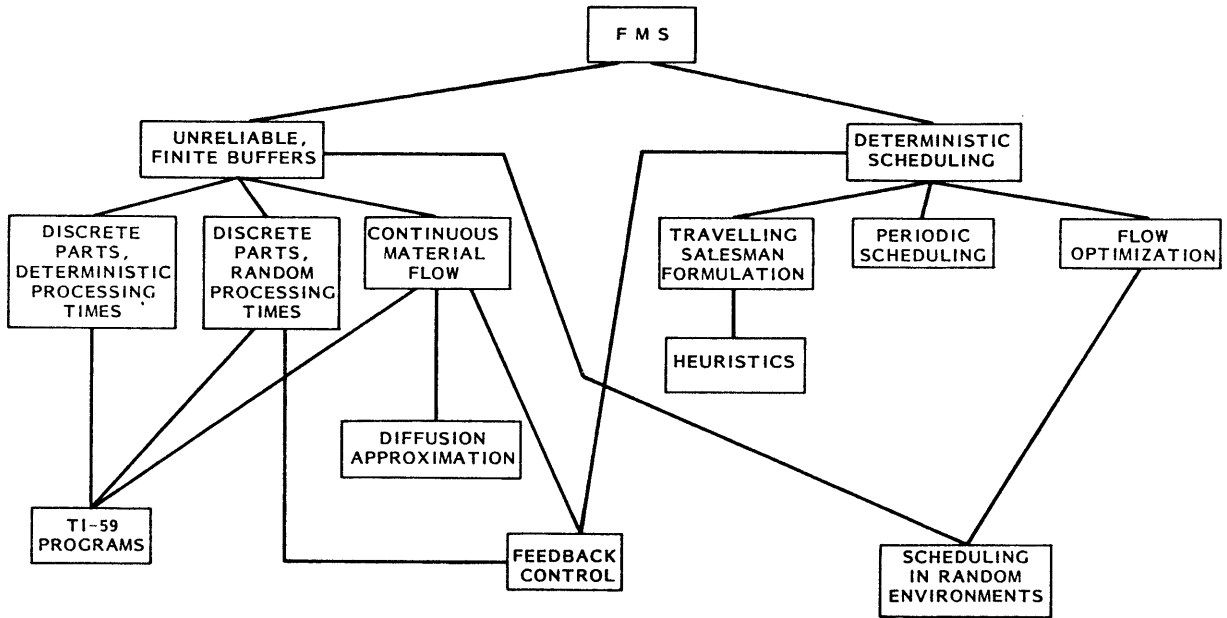 F M S
UNRELIABLE,
FINITE BUFFERS
DETERMINISTIC
SCHEDULING
DISCRETE
PARTS,
DETERMINISTIC
PROCESSING
TIMES
DISCRETE
PARTS,
RANDOM
PROCESSING
TIMES
CONTINUOUS
MATERIAL
FLOW
TRAVELLING
SALESMAN
FORMULATION
PERIODIC
SCHEDULING
FLOW
OPTIMIZATION
HEURISTICS
DIFFUSION
APPROXIMATION
TI-59
PROGRAMS
FEEDBACK
CONTROL
SCHEDULING
IN RANDOM
ENVIRONMENTS